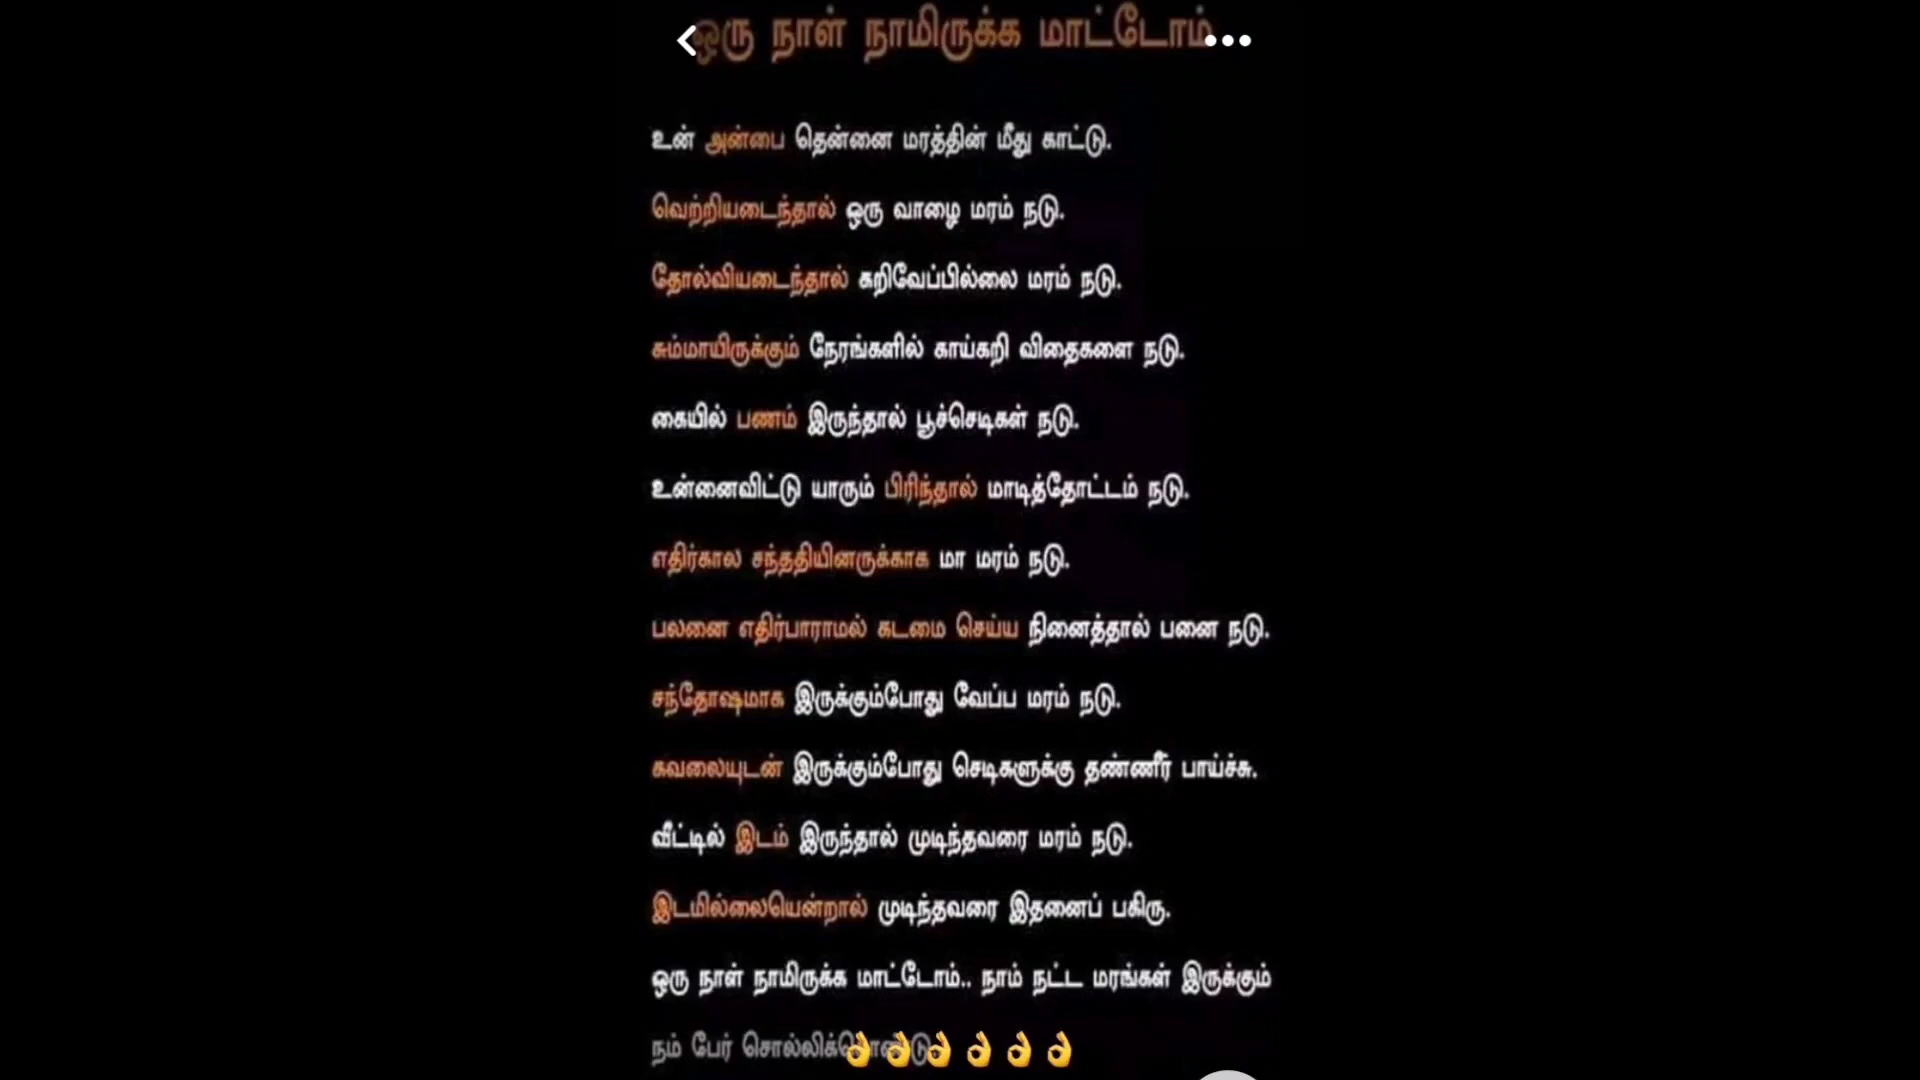 ஒரு நாள் நாமிருக்க மாட்டோம்
உன் அன்பை தென்னை மரத்தின் மீது காட்டு.
வெற்றியடைந்தால் ஒரு வாழை மரம் நடு.
தோல்வியடைந்தால் கறிவேப்பில்லை மரம் நடு.
சும்மாயிருக்கும் நேரங்களில் காய்கறி விதைகளை நடு.
கையில் பணம் இருந்தால் பூச்செடிகள் நடு.
உன்னைவிட்டு யாரும் பிரிந்தால் மாடித்தோட்டம் நடு.
எதிர்கால சந்ததியினருக்காக மா மரம் நடு.
பலனை எதிர்பாராமல் கடமை செய்ய நினைத்தால் பனை நடு.
சந்தோஷமாக இருக்கும்போது வேப்ப மரம் நடு.
கவலையுடன் இருக்கும்போது செடிகளுக்கு தண்ணீர் பாய்ச்சு.
வீட்டில் இடம் இருந்தால் முடிந்தவரை மரம் நடு.
இடமில்லையென்றால் முடிந்தவரை இதனைப் பகிரு.
ஒரு நாள் நாமிருக்க மாட்டோம்.. நாம் நட்ட மரங்கள் இருக்கும்
நம் பேர்